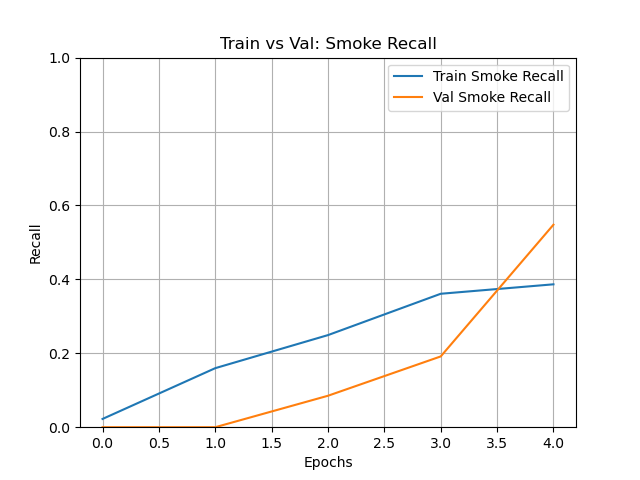 Train vs Val: Smoke Recall
Train Smoke Recall
Val Smoke Recall
1.0
0.8
0.6
0.4
0.2
0.0
Recall
0.0 0.5 1.0 1.5 2.0 2.5 3.0 3.5 4.0
Epochs